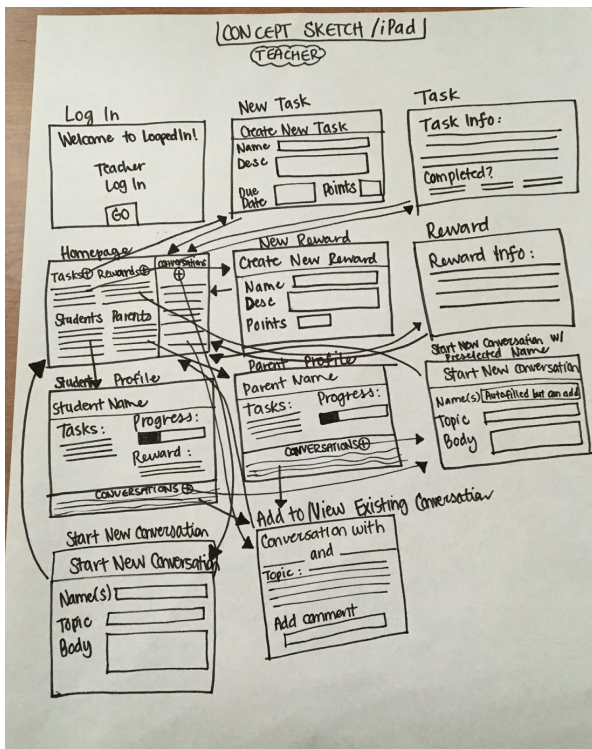 CONCEPT SKETCH / iPad
TEACHER
Log In
Welcome to LoopedIn!
Teacher
Log In
GO
New Task
Create New Task
Name
Desc
Due Date
Points
Task
Task Info:
Completed?
Homepage
Tasks
Rewards
Conversations
Students
Parents
New Reward
Create New Reward
Name
Desc
Points
Reward
Reward Info:
Student Profile
Student Name
Tasks:
Progress:
Reward:
CONVERSATIONS
Parent Profile
Parent Name
Tasks:
Progress:
CONVERSATIONS
Start New Conversation w/
Preselected Name
Start New Conversation
Name(s) Autofilled but can add
Topic
Body
Start New Conversation
Start New Conversation
Name(s)
Topic
Body
Add to/View Existing Conversation
Conversation with
and
Topic:
Add comment